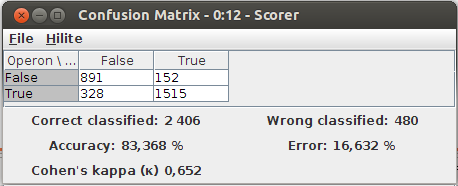 Confusion Matrix - 0:12 - Scorer
File Hilite
Operon \ ... False True
False 891 152
True 328 1515
Correct classified: 2 406 Wrong classified: 480
Accuracy: 83,368 % Error: 16,632 %
Cohen's kappa (κ) 0,652